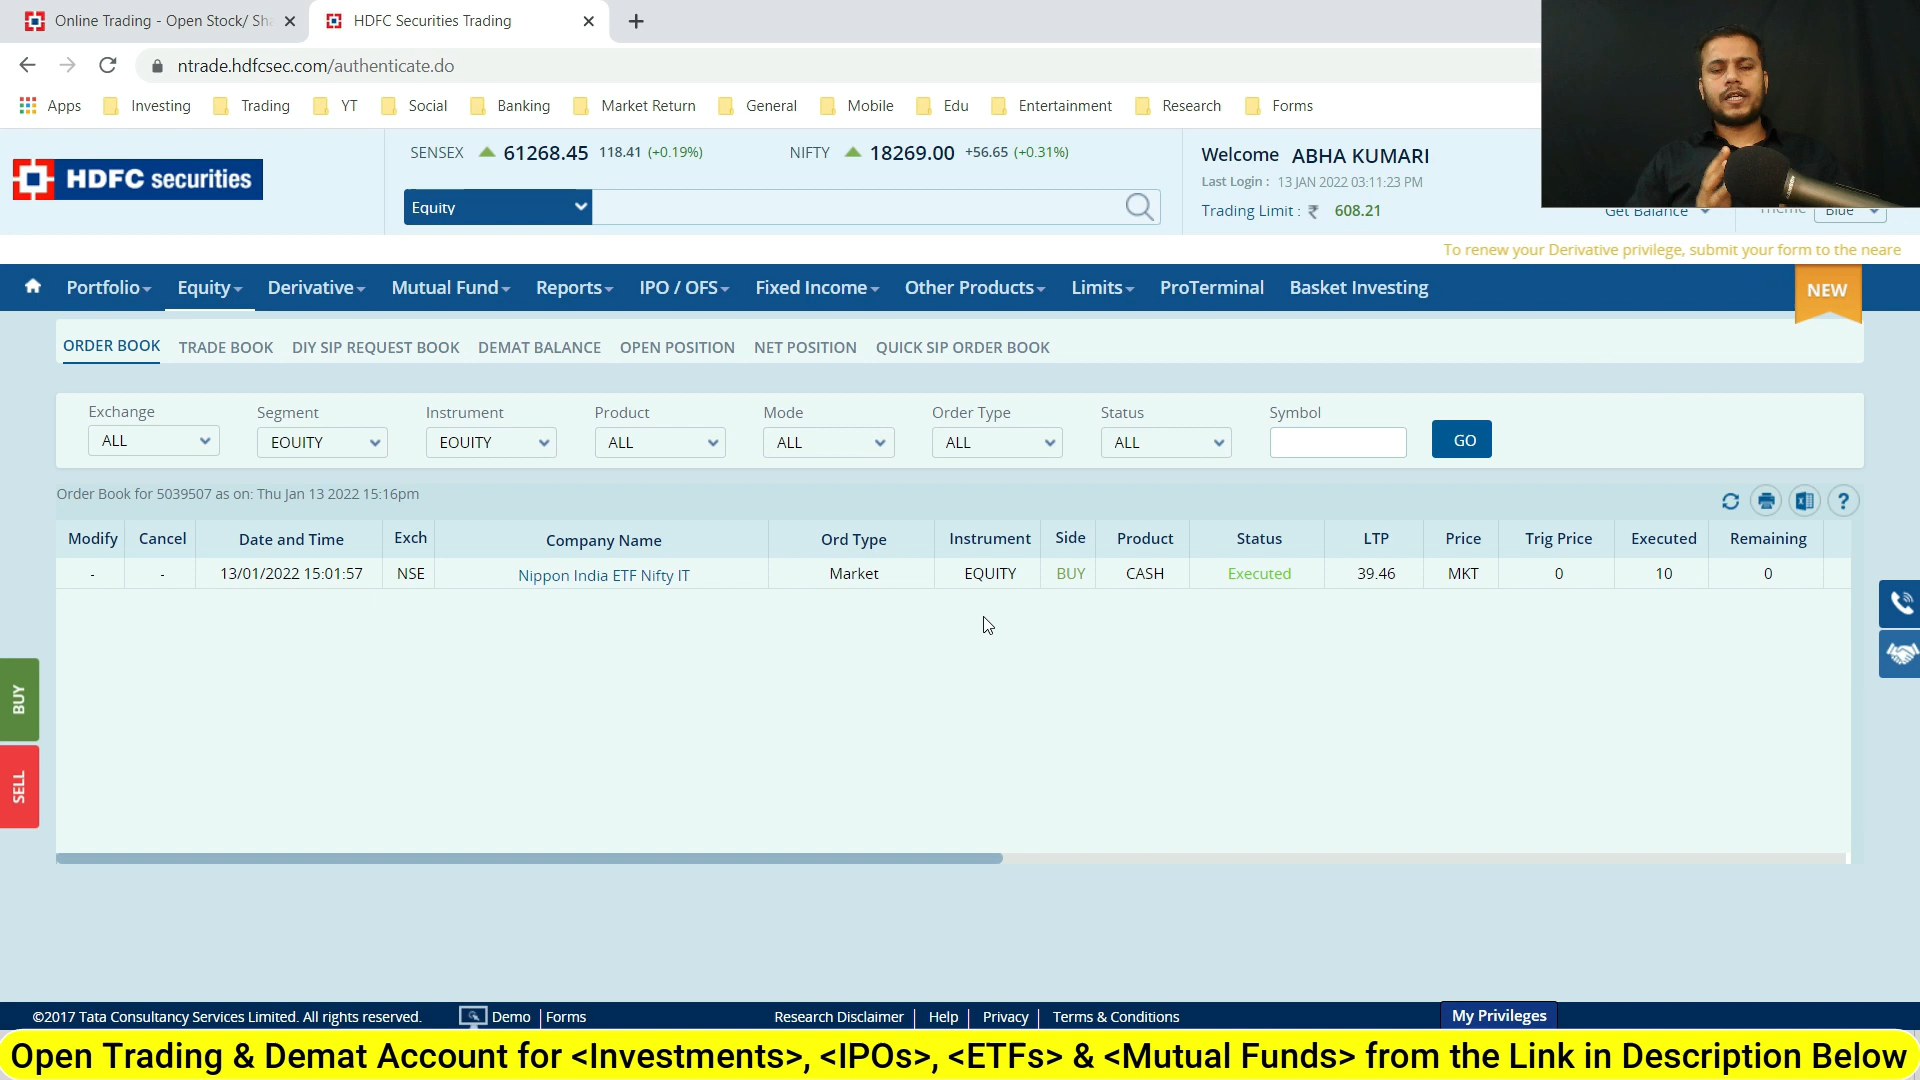 Online Trading - Open Stock/ Sha
HDFC Securities Trading
ntrade.hdfcsec.com/authenticate.do
Apps Investing Trading YT Social Banking Market Return General Mobile Edu Entertainment Research Forms
HDFC securities
SENSEX 61268.45 118.41 (+0.19%) NIFTY 18269.00 +56.65 (+0.31%)
Equity
Welcome ABHA KUMARI
Last Login : 13 JAN 2022 03:11:23 PM
Trading Limit : ₹ 608.21
Get Balance Theme Blue
To renew your Derivative privilege, submit your form to the neare
Portfolio Equity Derivative Mutual Fund Reports IPO / OFS Fixed Income Other Products Limits ProTerminal Basket Investing NEW
ORDER BOOK TRADE BOOK DIY SIP REQUEST BOOK DEMAT BALANCE OPEN POSITION NET POSITION QUICK SIP ORDER BOOK
Exchange Segment Instrument Product Mode Order Type Status Symbol
ALL EQUITY EQUITY ALL ALL ALL ALL GO
Order Book for 5039507 as on: Thu Jan 13 2022 15:16pm
?
Modify Cancel Date and Time Exch Company Name Ord Type Instrument Side Product Status LTP Price Trig Price Executed Remaining
- - 13/01/2022 15:01:57 NSE Nippon India ETF Nifty IT Market EQUITY BUY CASH Executed 39.46 MKT 0 10 0
BUY
SELL
©2017 Tata Consultancy Services Limited. All rights reserved. Demo | Forms Research Disclaimer | Help | Privacy | Terms & Conditions My Privileges
Open Trading & Demat Account for <Investments>, <IPOs>, <ETFs> & <Mutual Funds> from the Link in Description Below